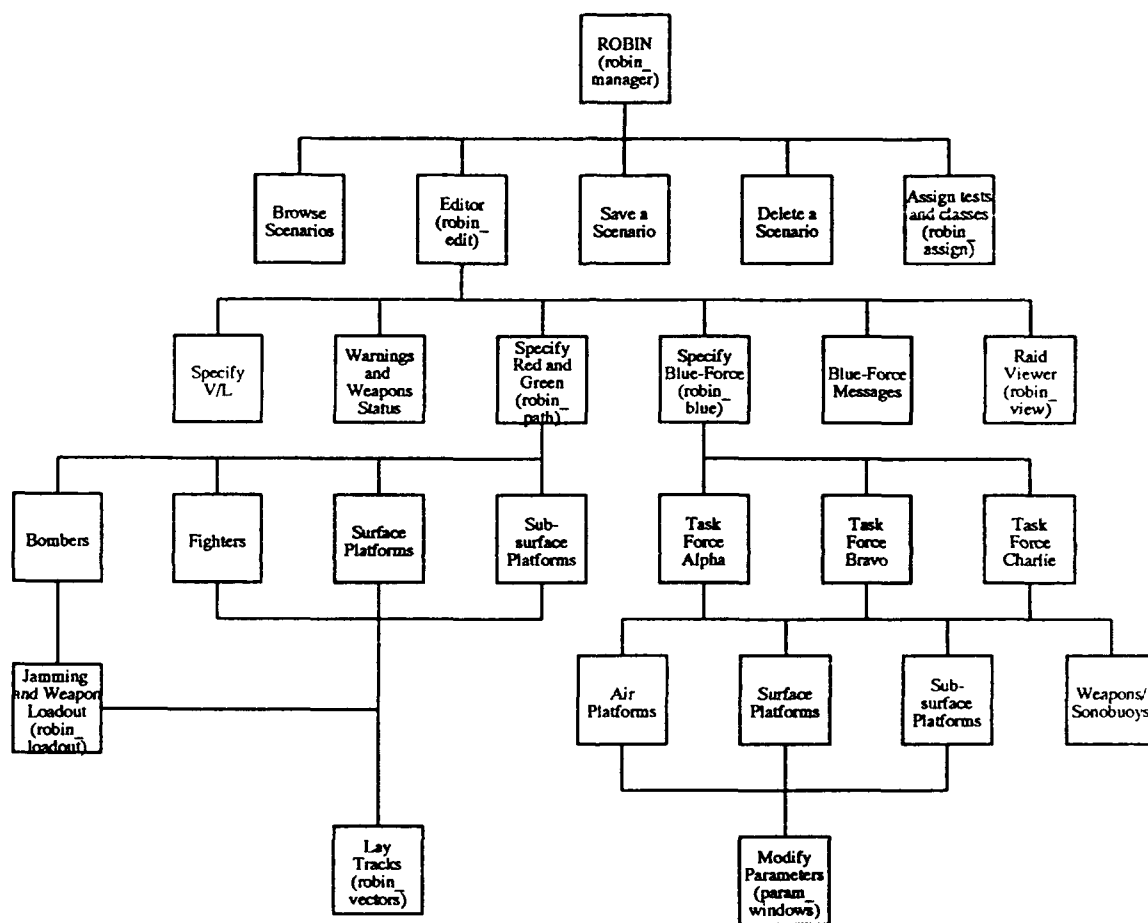 ROBIN
(robin_
manager)
Browse
Scenarios
Editor
(robin_
edit)
Save a
Scenario
Delete a
Scenario
Assign tests
and classes
(robin_
assign)
Specify
V/L
Warnings
and
Weapons
Status
Specify
Red and
Green
(robin_
path)
Specify
Blue-Force
(robin_
blue)
Blue-Force
Messages
Raid
Viewer
(robin_
view)
Bombers
Fighters
Surface
Platforms
Sub-
surface
Platforms
Task
Force
Alpha
Task
Force
Bravo
Task
Force
Charlie
Jamming
and Weapon
Loadout
(robin_
loadout)
Air
Platforms
Surface
Platforms
Sub-
surface
Platforms
Weapons/
Sonobuoys
Lay
Tracks
(robin_
vectors)
Modify
Parameters
(param_
windows)